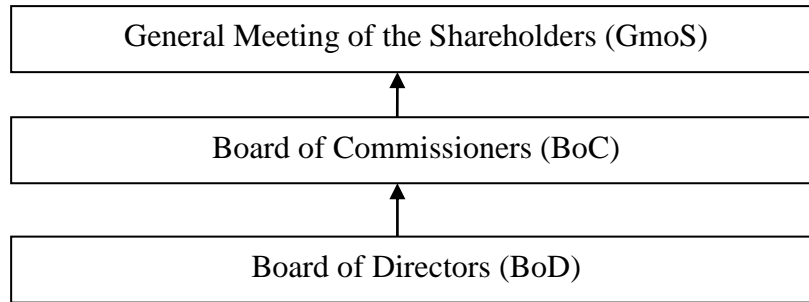 General Meeting of the Shareholders (GmoS)
Board of Commissioners (BoC)
Board of Directors (BoD)